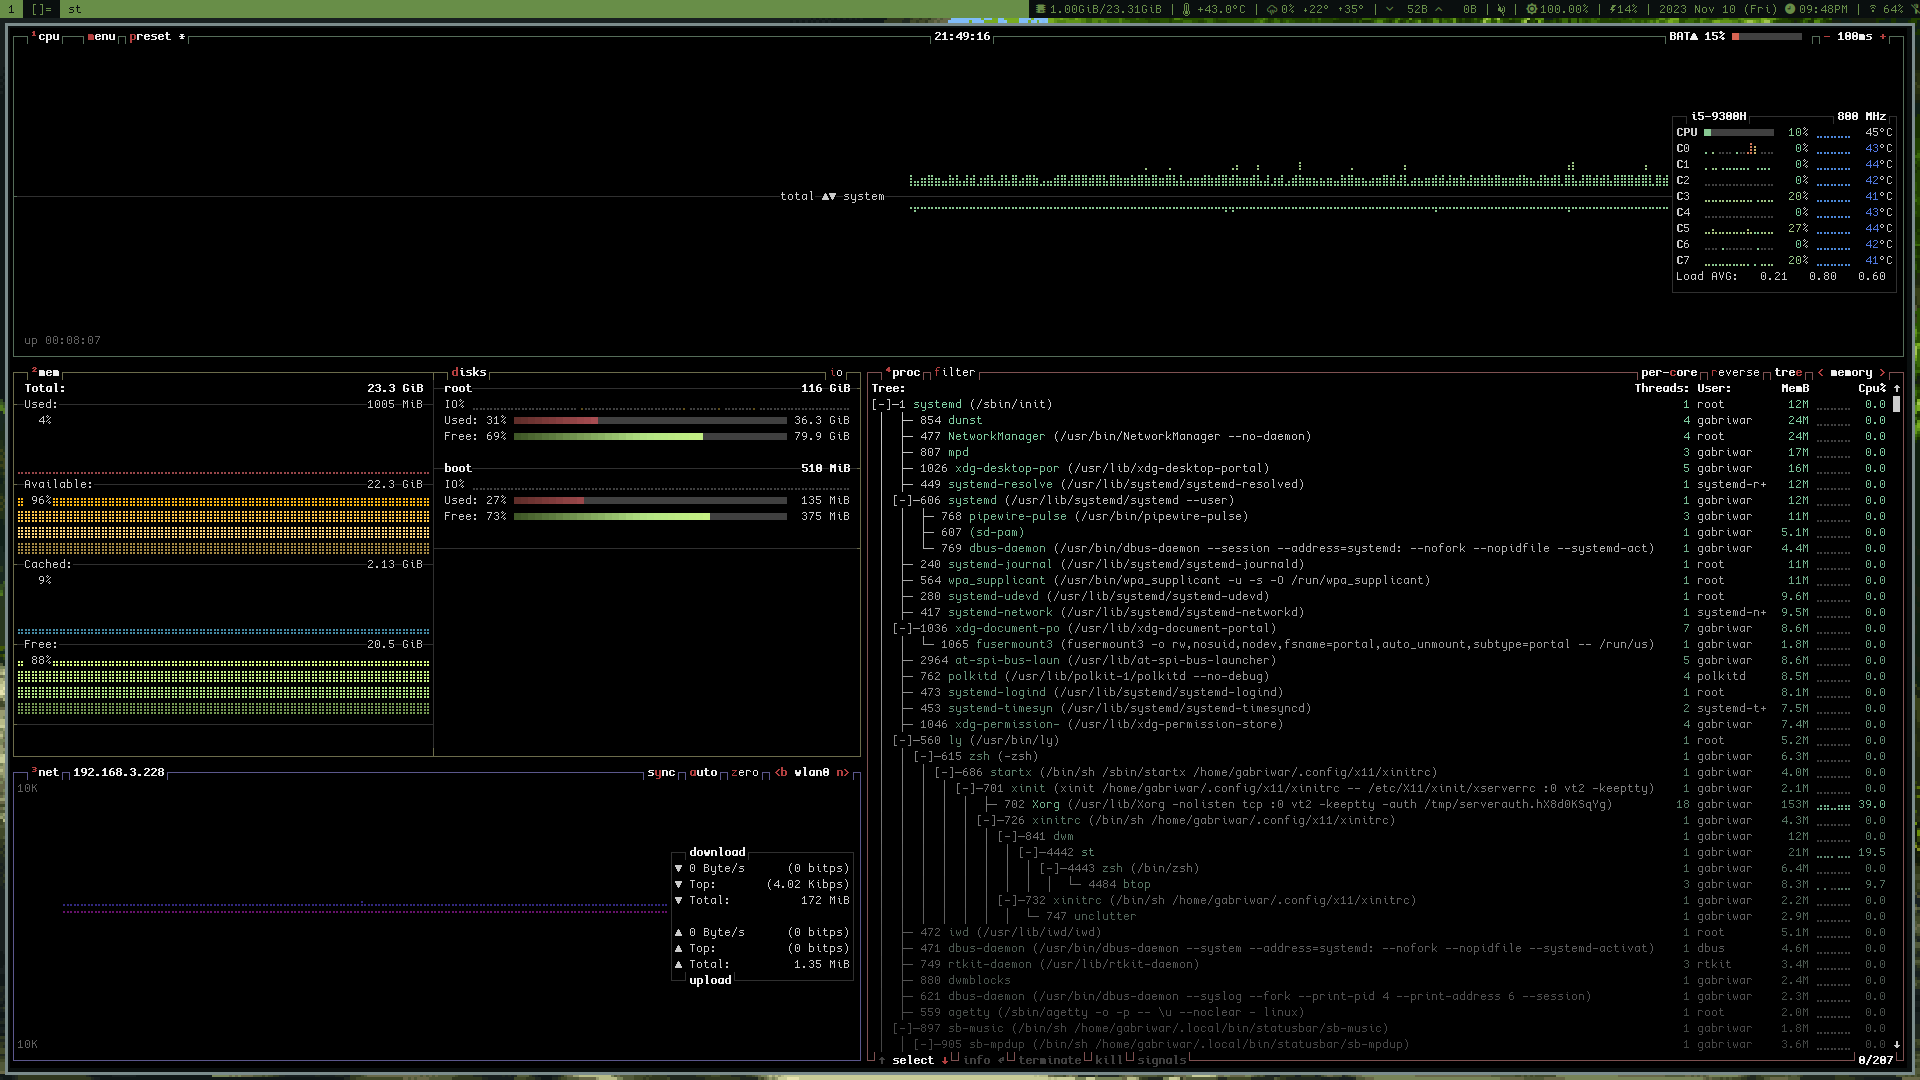 1 []= st 1.00GiB/23.31GiB | +43.0°C | 0% +22° +35° | 52B 0B | | 100.00% | 14% | 2023 Nov 10 (Fri) 09:48PM | 64%
¹cpu menu preset * 21:49:16 BAT▲ 15% - 100ms +
i5-9300H 800 MHz
CPU 10% 45°C
C0 0% 43°C
C1 0% 44°C
C2 0% 42°C
C3 20% 41°C
C4 0% 43°C
C5 27% 44°C
C6 0% 42°C
C7 20% 41°C
Load AVG: 0.21 0.80 0.60
total ▲▼ system
up 00:08:07
²mem
Total: 23.3 GiB
Used: 1005 MiB
4%
Available: 22.3 GiB
96%
Cached: 2.13 GiB
9%
Free: 20.5 GiB
88%
disks io
root 116 GiB
IO%
Used: 31% 36.3 GiB
Free: 69% 79.9 GiB
boot 510 MiB
IO%
Used: 27% 135 MiB
Free: 73% 375 MiB
³net 192.168.3.228 sync auto zero <b wlan0 n>
10K
download
▼ 0 Byte/s (0 bitps)
▼ Top: (4.02 Kibps)
▼ Total: 172 MiB
▲ 0 Byte/s (0 bitps)
▲ Top: (0 bitps)
▲ Total: 1.35 MiB
upload
10K
⁴proc filter per-core reverse tree < memory >
Tree: Threads: User: MemB Cpu% ↑
[-]─1 systemd (/sbin/init) 1 root 12M 0.0
├─ 854 dunst 4 gabriwar 24M 0.0
├─ 477 NetworkManager (/usr/bin/NetworkManager --no-daemon) 4 root 24M 0.0
├─ 807 mpd 3 gabriwar 17M 0.0
├─ 1026 xdg-desktop-por (/usr/lib/xdg-desktop-portal) 5 gabriwar 16M 0.0
├─ 449 systemd-resolve (/usr/lib/systemd/systemd-resolved) 1 systemd-r+ 12M 0.0
[-]─606 systemd (/usr/lib/systemd/systemd --user) 1 gabriwar 12M 0.0
├─ 768 pipewire-pulse (/usr/bin/pipewire-pulse) 3 gabriwar 11M 0.0
├─ 607 (sd-pam) 1 gabriwar 5.1M 0.0
└─ 769 dbus-daemon (/usr/bin/dbus-daemon --session --address=systemd: --nofork --nopidfile --systemd-act) 1 gabriwar 4.4M 0.0
├─ 240 systemd-journal (/usr/lib/systemd/systemd-journald) 1 root 11M 0.0
├─ 564 wpa_supplicant (/usr/bin/wpa_supplicant -u -s -O /run/wpa_supplicant) 1 root 11M 0.0
├─ 280 systemd-udevd (/usr/lib/systemd/systemd-udevd) 1 root 9.6M 0.0
├─ 417 systemd-network (/usr/lib/systemd/systemd-networkd) 1 systemd-n+ 9.5M 0.0
[-]─1036 xdg-document-po (/usr/lib/xdg-document-portal) 7 gabriwar 8.6M 0.0
└─ 1065 fusermount3 (fusermount3 -o rw,nosuid,nodev,fsname=portal,auto_unmount,subtype=portal -- /run/us) 1 gabriwar 1.8M 0.0
├─ 2964 at-spi-bus-laun (/usr/lib/at-spi-bus-launcher) 5 gabriwar 8.6M 0.0
├─ 762 polkitd (/usr/lib/polkit-1/polkitd --no-debug) 4 polkitd 8.5M 0.0
├─ 473 systemd-logind (/usr/lib/systemd/systemd-logind) 1 root 8.1M 0.0
├─ 453 systemd-timesyn (/usr/lib/systemd/systemd-timesyncd) 2 systemd-t+ 7.5M 0.0
├─ 1046 xdg-permission- (/usr/lib/xdg-permission-store) 4 gabriwar 7.4M 0.0
[-]─560 ly (/usr/bin/ly) 1 root 5.2M 0.0
[-]─615 zsh (-zsh) 1 gabriwar 6.3M 0.0
[-]─686 startx (/bin/sh /sbin/startx /home/gabriwar/.config/x11/xinitrc) 1 gabriwar 4.0M 0.0
[-]─701 xinit (xinit /home/gabriwar/.config/x11/xinitrc -- /etc/X11/xinit/xserverrc :0 vt2 -keeptty) 1 gabriwar 2.1M 0.0
├─ 702 Xorg (/usr/lib/Xorg -nolisten tcp :0 vt2 -keeptty -auth /tmp/serverauth.hX8d0KSqYg) 18 gabriwar 153M 39.0
[-]─726 xinitrc (/bin/sh /home/gabriwar/.config/x11/xinitrc) 1 gabriwar 4.3M 0.0
[-]─841 dwm 1 gabriwar 12M 0.0
[-]─4442 st 1 gabriwar 21M 19.5
[-]─4443 zsh (/bin/zsh) 1 gabriwar 6.4M 0.0
└─ 4484 btop 3 gabriwar 8.3M 9.7
[-]─732 xinitrc (/bin/sh /home/gabriwar/.config/x11/xinitrc) 1 gabriwar 2.2M 0.0
└─ 747 unclutter 1 gabriwar 2.9M 0.0
├─ 472 iwd (/usr/lib/iwd/iwd) 1 root 5.1M 0.0
├─ 471 dbus-daemon (/usr/bin/dbus-daemon --system --address=systemd: --nofork --nopidfile --systemd-activat) 1 dbus 4.6M 0.0
├─ 749 rtkit-daemon (/usr/lib/rtkit-daemon) 3 rtkit 3.4M 0.0
├─ 880 dwmblocks 1 gabriwar 2.4M 0.0
├─ 621 dbus-daemon (/usr/bin/dbus-daemon --syslog --fork --print-pid 4 --print-address 6 --session) 1 gabriwar 2.3M 0.0
├─ 559 agetty (/sbin/agetty -o -p -- \u --noclear - linux) 1 root 2.0M 0.0
[-]─897 sb-music (/bin/sh /home/gabriwar/.local/bin/statusbar/sb-music) 1 gabriwar 1.8M 0.0
[-]─905 sb-mpdup (/bin/sh /home/gabriwar/.local/bin/statusbar/sb-mpdup) 1 gabriwar 3.6M 0.0 ↓
↑ select ↓ info ↲ terminate kill signals 0/207